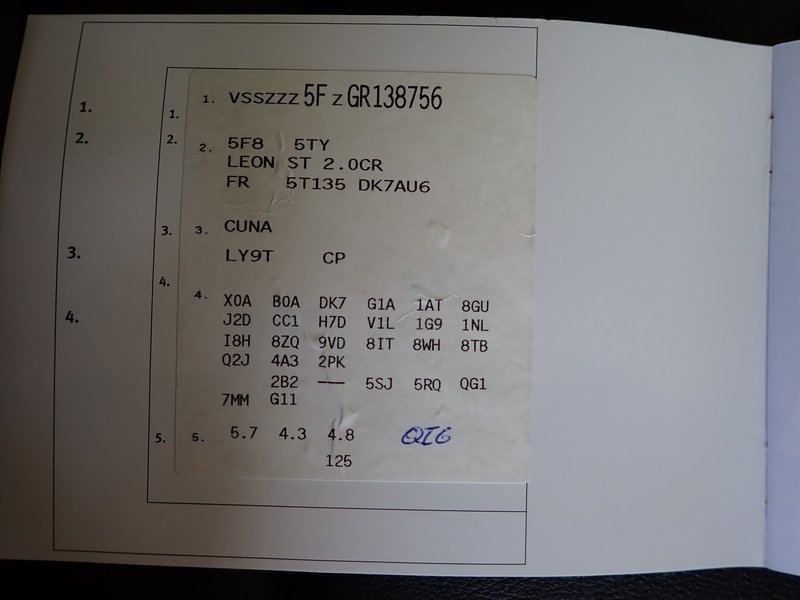 1. 1. 1. VSSZZZ 5F Z GR138756
2. 2. 2. 5F8 5TY
LEON ST 2.0CR
FR 5T135 DK7AU6
3. 3. 3. CUNA
LY9T CP
4. 4. 4. X0A B0A DK7 G1A 1AT 8GU
J2D CC1 H7D V1L 1G9 1NL
I8H 8ZQ 9VD 8IT 8WH 8TB
Q2J 4A3 2PK
2B2 --- 5SJ 5RQ QG1
7MM G11
5. 5. 5.7 4.3 4.8
125